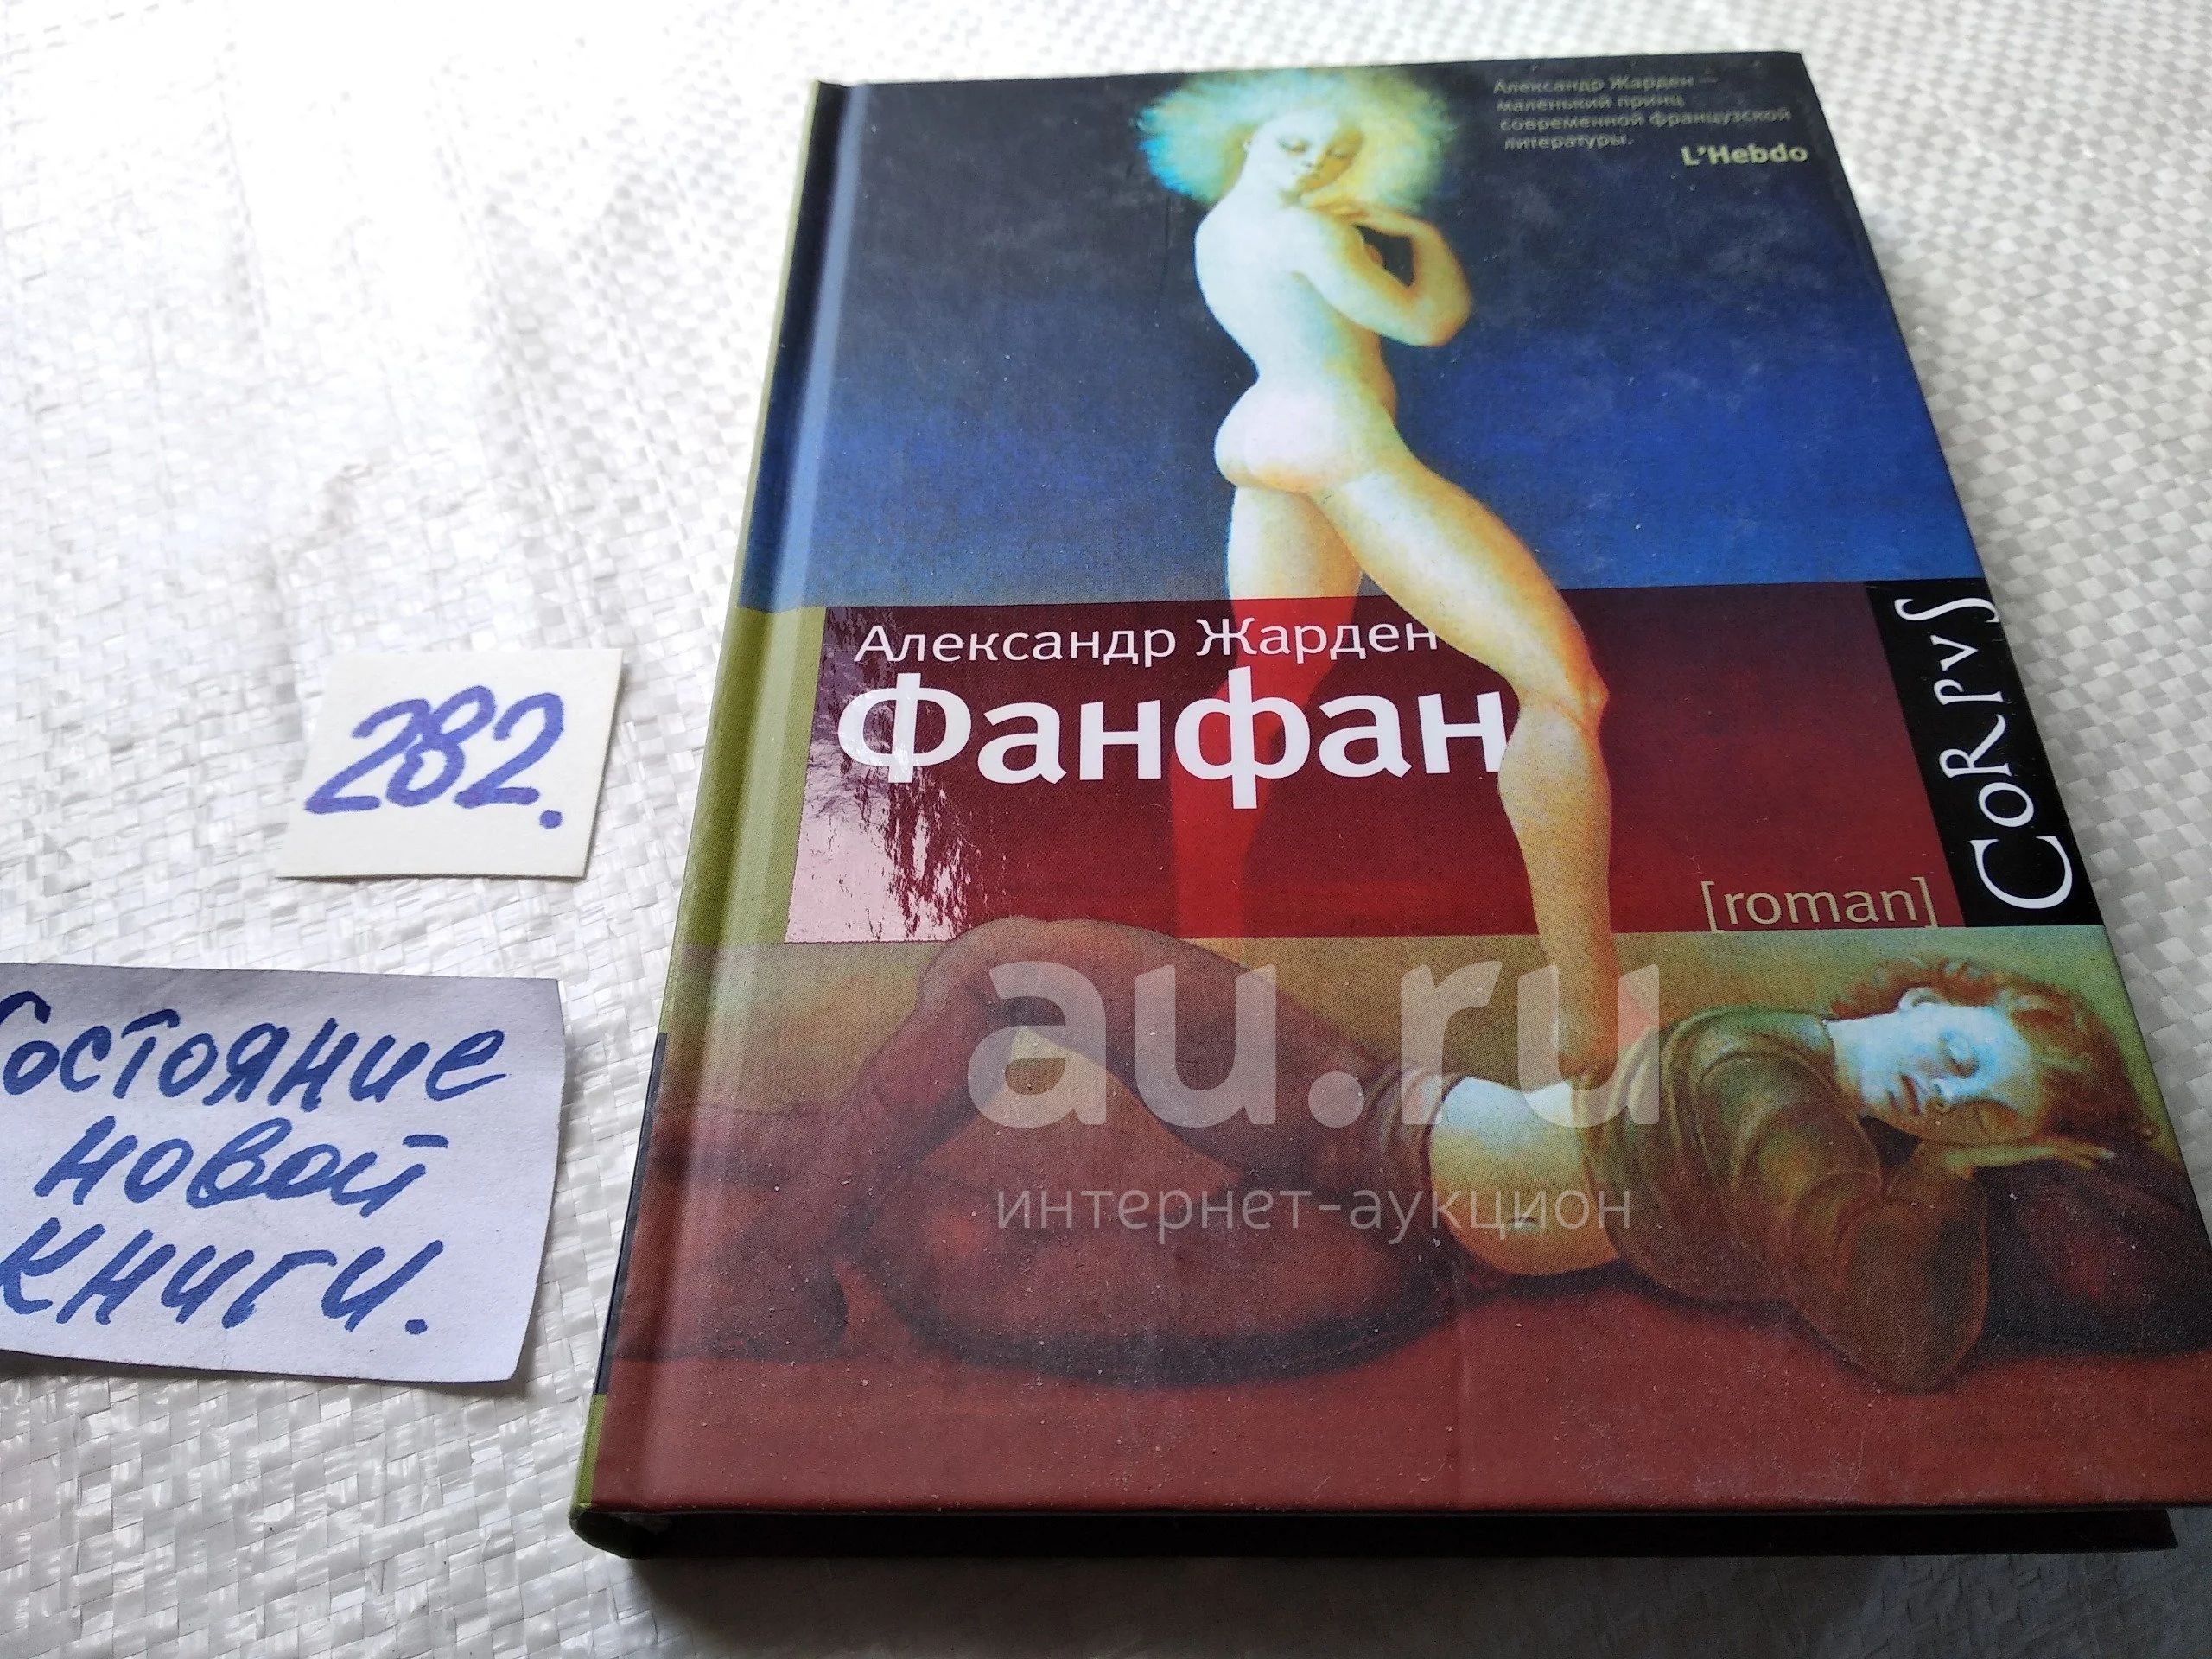 Александр Жарден —
маленький принц
современной французской
литературы.
L'Hebdo
Александр Жарден
Фанфан
[roman]
CORPVS
282.
Состояние
новой
книги.
au.ru
интернет-аукцион